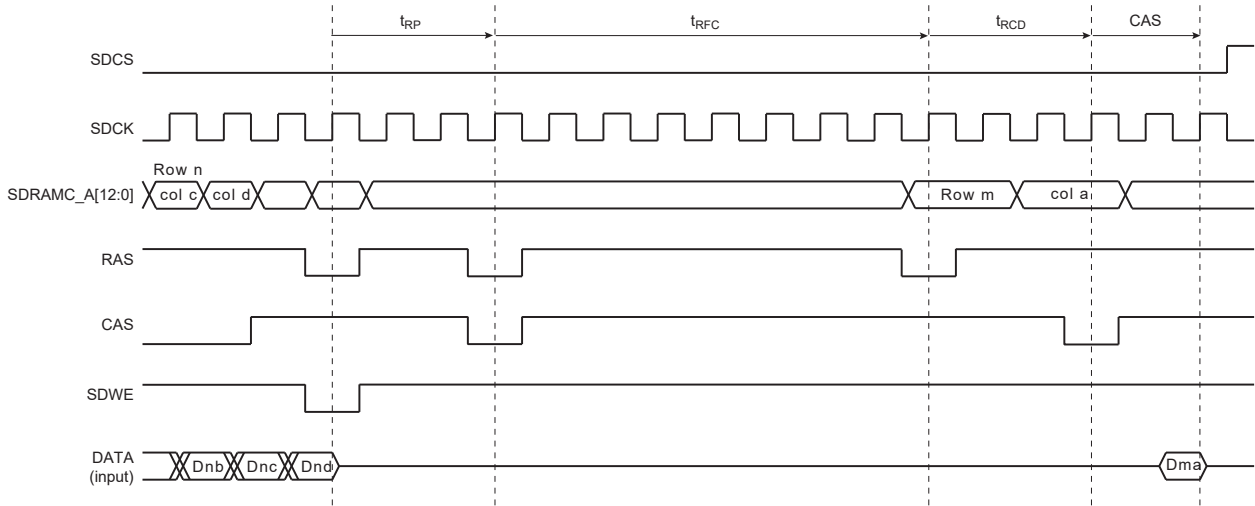 tRP tRFC tRCD CAS
SDCS
SDCK
Row n
SDRAMC_A[12:0] col c col d Row m col a
RAS
CAS
SDWE
DATA
(input) Dnb Dnc Dnd Dma